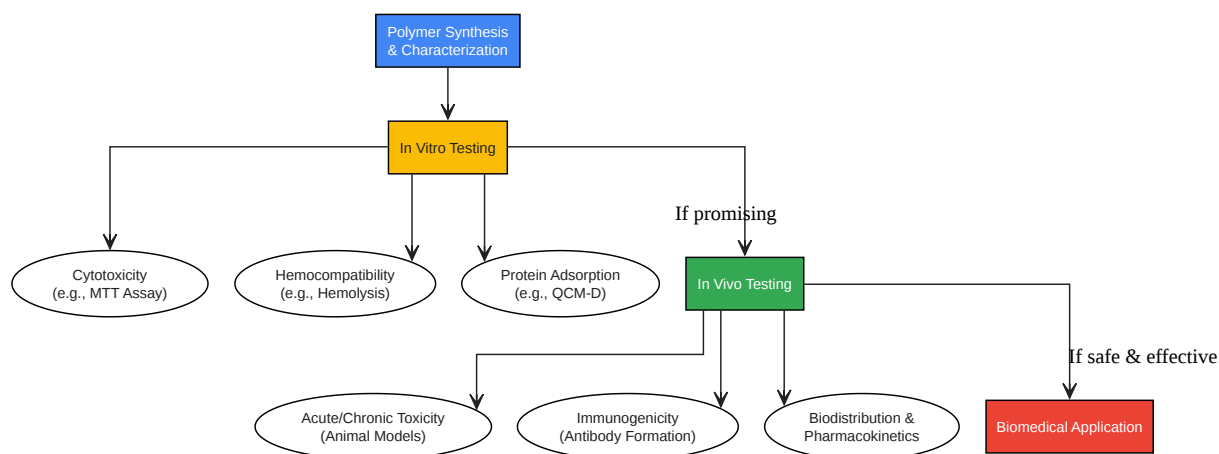 Polymer Synthesis
& Characterization
In Vitro Testing
If promising
Cytotoxicity
(e.g., MTT Assay)
Hemocompatibility
(e.g., Hemolysis)
Protein Adsorption
(e.g., QCM-D)
In Vivo Testing
If safe & effective
Acute/Chronic Toxicity
(Animal Models)
Immunogenicity
(Antibody Formation)
Biodistribution &
Pharmacokinetics
Biomedical Application